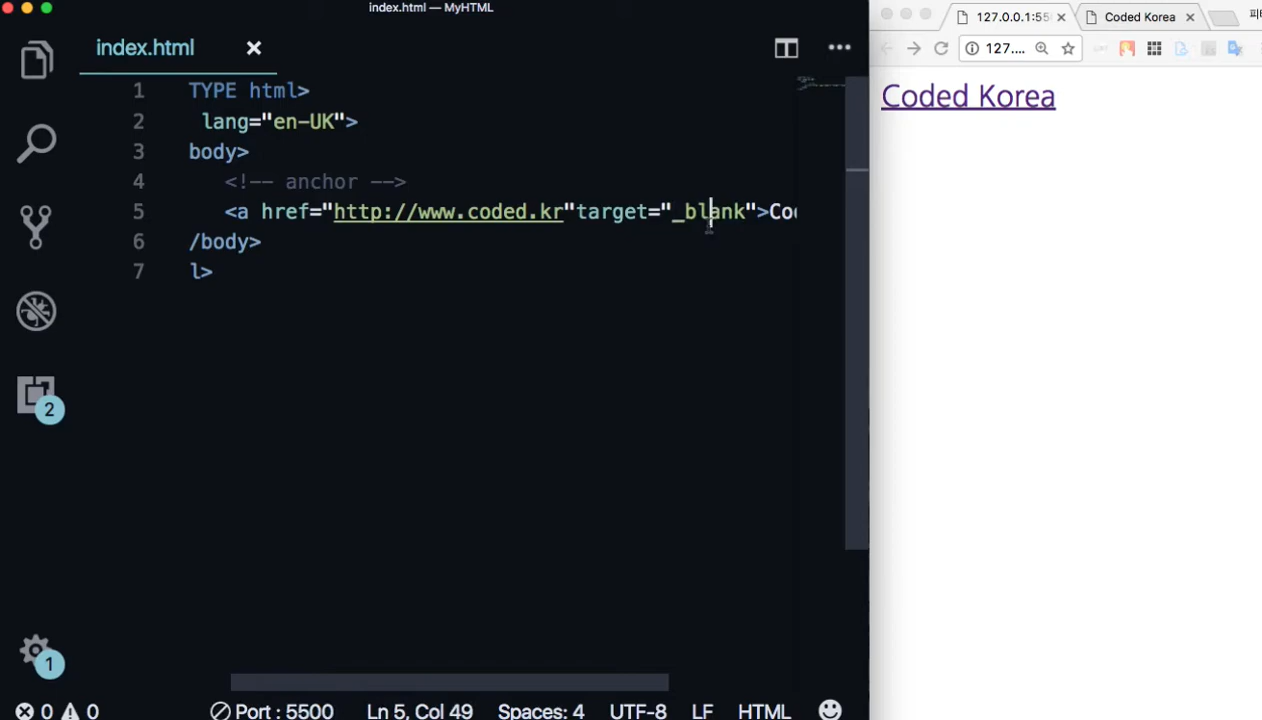 index.html — MyHTML
index.html
1 TYPE html>
2 lang="en-UK">
3 body>
4 <!-- anchor -->
5 <a href="http://www.coded.kr"target="_blank">Coc
6 /body>
7 l>
2
1
0 0
Port : 5500
Ln 5, Col 49
Spaces: 4
UTF-8
LF
HTML
127.0.0.1:55
Coded Korea
127....
Coded Korea